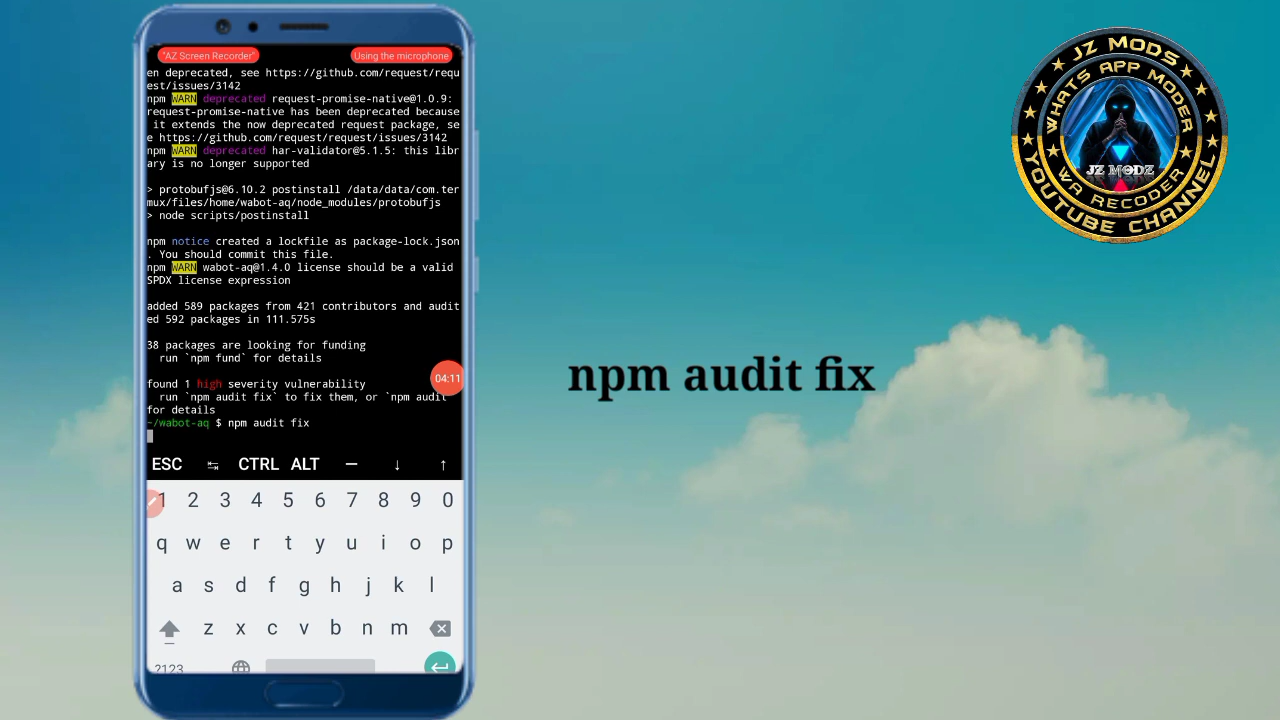 "AZ Screen Recorder"
Using the microphone
en deprecated, see https://github.com/request/requ
est/issues/3142
npm WARN deprecated request-promise-native@1.0.9:
request-promise-native has been deprecated because
it extends the now deprecated request package, se
e https://github.com/request/request/issues/3142
npm WARN deprecated har-validator@5.1.5: this libr
ary is no longer supported
> protobufjs@6.10.2 postinstall /data/data/com.ter
mux/files/home/wabot-aq/node_modules/protobufjs
> node scripts/postinstall
npm notice created a lockfile as package-lock.json
. You should commit this file.
npm WARN wabot-aq@1.4.0 license should be a valid
SPDX license expression
added 589 packages from 421 contributors and audit
ed 592 packages in 111.575s
38 packages are looking for funding
run `npm fund` for details
found 1 high severity vulnerability
run `npm audit fix` to fix them, or `npm audit`
for details
~/wabot-aq $ npm audit fix
04:11
ESC ↹ CTRL ALT — ↓ ↑
1 2 3 4 5 6 7 8 9 0
q w e r t y u i o p
a s d f g h j k l
z x c v b n m
?123
npm audit fix
JZ MODS
WHATS APP MODER
JZ MODZ
WA RECODER
YOUTUBE CHANNEL